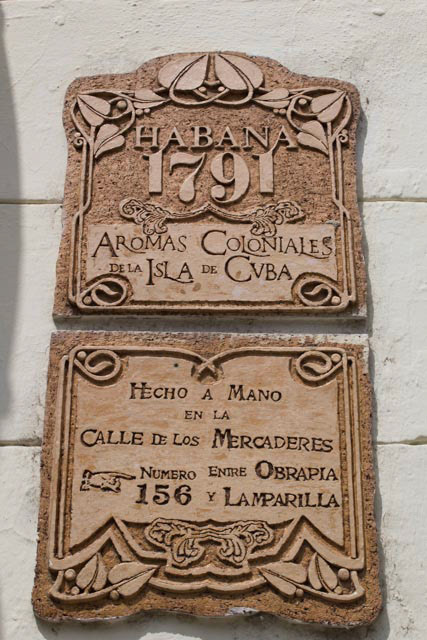 HABANA
1791
AROMAS COLONIALES
DE LA ISLA DE CVBA
HECHO A MANO
EN LA
CALLE DE LOS MERCADERES
NUMERO ENTRE OBRAPIA
156 Y LAMPARILLA